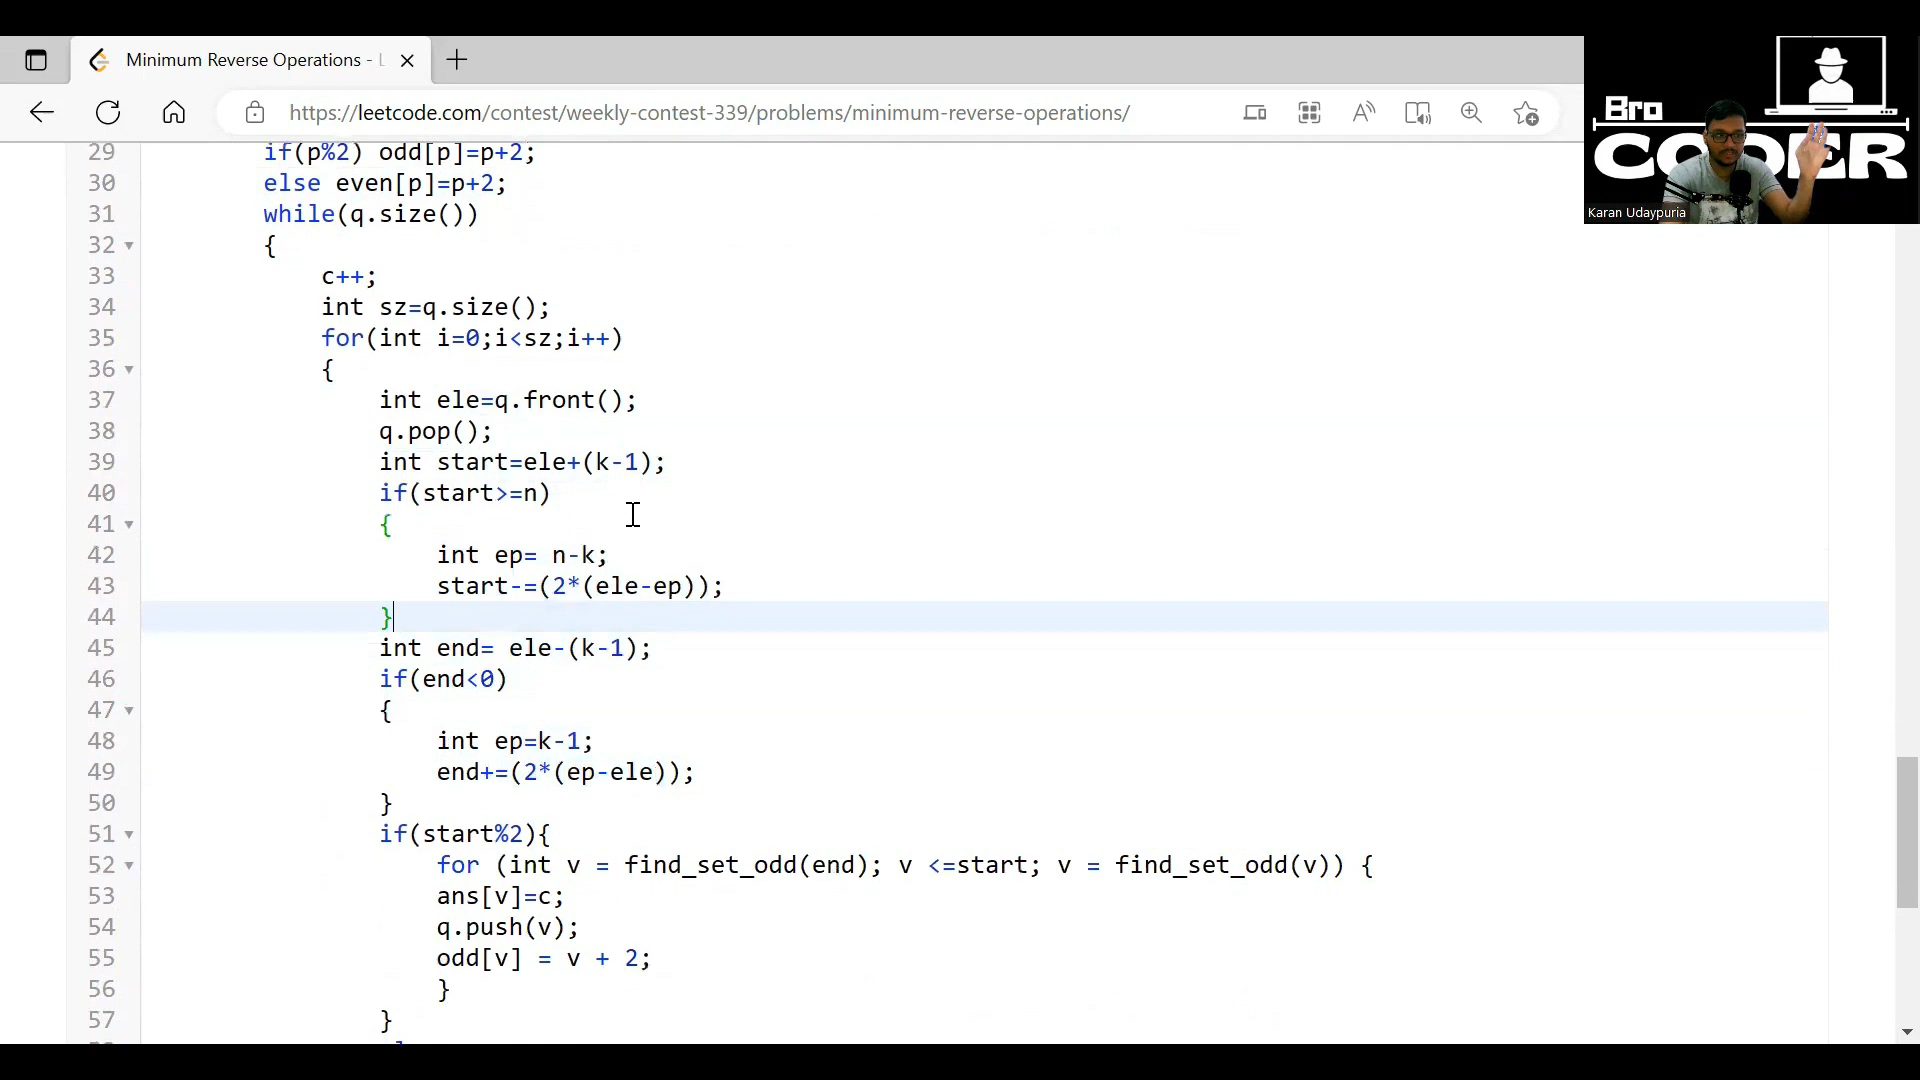 Minimum Reverse Operations - L
https://leetcode.com/contest/weekly-contest-339/problems/minimum-reverse-operations/
Bro
CODER
Karan Udaypuria
29 if(p%2) odd[p]=p+2;
30 else even[p]=p+2;
31 while(q.size())
32 {
33 c++;
34 int sz=q.size();
35 for(int i=0;i<sz;i++)
36 {
37 int ele=q.front();
38 q.pop();
39 int start=ele+(k-1);
40 if(start>=n)
41 {
42 int ep= n-k;
43 start-=(2*(ele-ep));
44 }
45 int end= ele-(k-1);
46 if(end<0)
47 {
48 int ep=k-1;
49 end+=(2*(ep-ele));
50 }
51 if(start%2){
52 for (int v = find_set_odd(end); v <=start; v = find_set_odd(v)) {
53 ans[v]=c;
54 q.push(v);
55 odd[v] = v + 2;
56 }
57 }